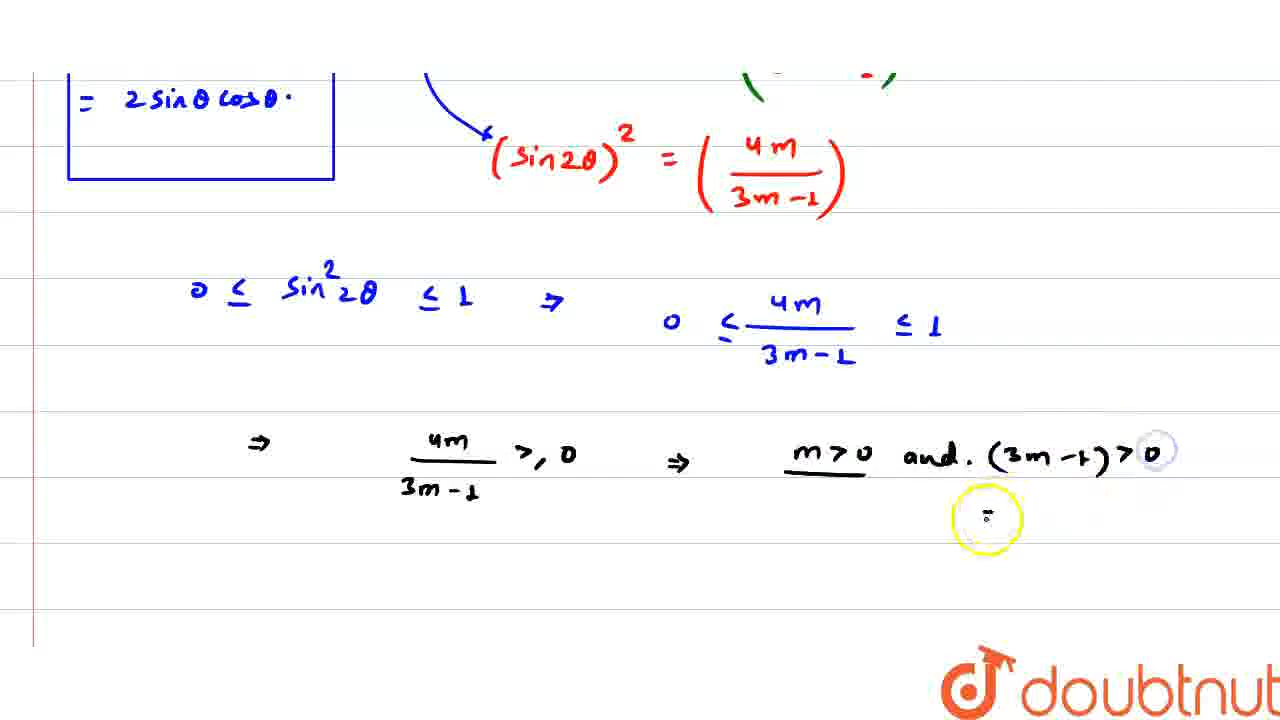 = 2 sin θ cos θ.
(sin 2θ)² = (4m / 3m − 1)
0 ≤ sin² 2θ ≤ 1 ⇒ 0 ≤ 4m / 3m − 1 ≤ 1
⇒ 4m / 3m − 1 >, 0 ⇒ m > 0 and. (3m − 1) > 0
=
doubtnut